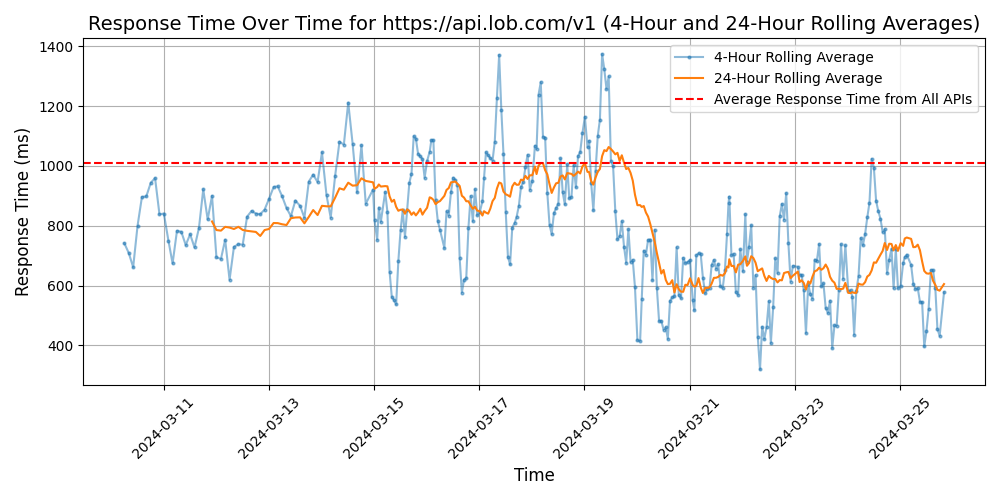 Response Time Over Time for https://api.lob.com/v1 (4-Hour and 24-Hour Rolling Averages)
4-Hour Rolling Average
24-Hour Rolling Average
Average Response Time from All APIs
Response Time (ms)
1400
1200
1000
800
600
400
2024-03-11
2024-03-13
2024-03-15
2024-03-17
2024-03-19
2024-03-21
2024-03-23
2024-03-25
Time